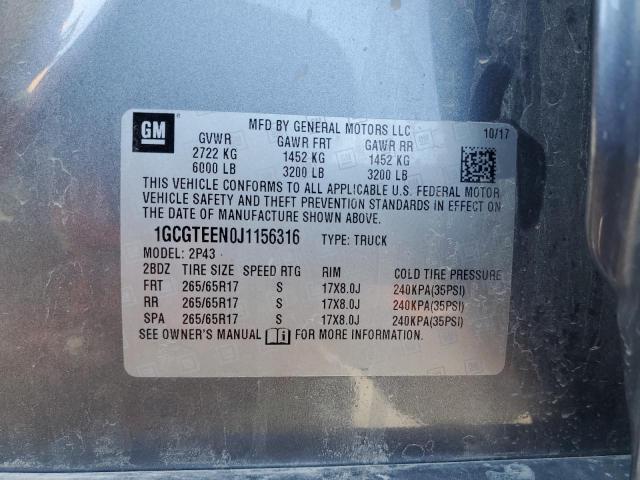 GM
MFD BY GENERAL MOTORS LLC 10/17
GVWR GAWR FRT GAWR RR
2722 KG 1452 KG 1452 KG
6000 LB 3200 LB 3200 LB
THIS VEHICLE CONFORMS TO ALL APPLICABLE U.S. FEDERAL MOTOR
VEHICLE SAFETY AND THEFT PREVENTION STANDARDS IN EFFECT ON
THE DATE OF MANUFACTURE SHOWN ABOVE.
1GCGTEEN0J1156316 TYPE: TRUCK
MODEL: 2P43
2BDZ TIRE SIZE SPEED RTG RIM COLD TIRE PRESSURE
FRT 265/65R17 S 17X8.0J 240KPA(35PSI)
RR 265/65R17 S 17X8.0J 240KPA(35PSI)
SPA 265/65R17 S 17X8.0J 240KPA(35PSI)
SEE OWNER'S MANUAL FOR MORE INFORMATION.